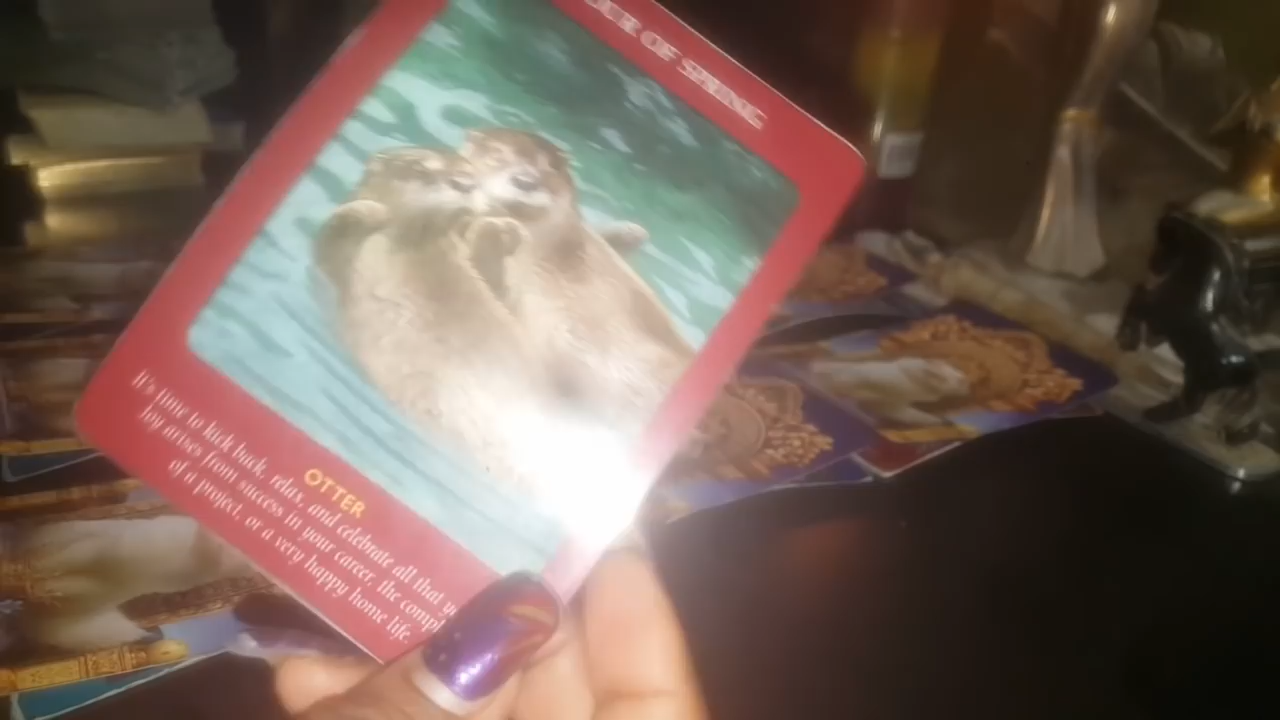 OUR OF SPRING
OTTER
It's time to kick back, relax, and celebrate all that
Joy arises from success in your career, the compl
of a project, or a very happy home life.